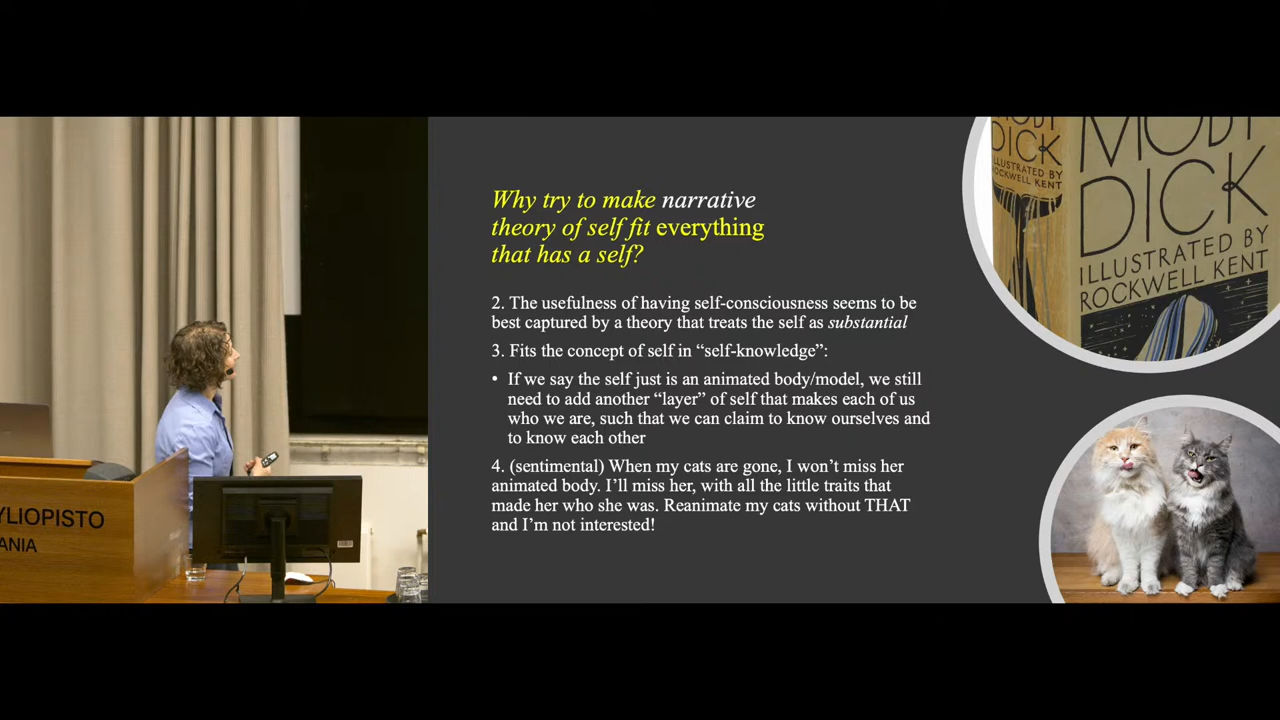 Why try to make narrative
theory of self fit everything
that has a self?
2. The usefulness of having self-consciousness seems to be
best captured by a theory that treats the self as substantial
3. Fits the concept of self in “self-knowledge”:
• If we say the self just is an animated body/model, we still
need to add another “layer” of self that makes each of us
who we are, such that we can claim to know ourselves and
to know each other
4. (sentimental) When my cats are gone, I won’t miss her
animated body. I’ll miss her, with all the little traits that
made her who she was. Reanimate my cats without THAT
and I’m not interested!
MOBY
DICK
ILLUSTRATED BY
ROCKWELL KENT
MOBY
DICK
ILLUSTRATED BY
ROCKWELL KENT
YLIOPISTO
ANIA